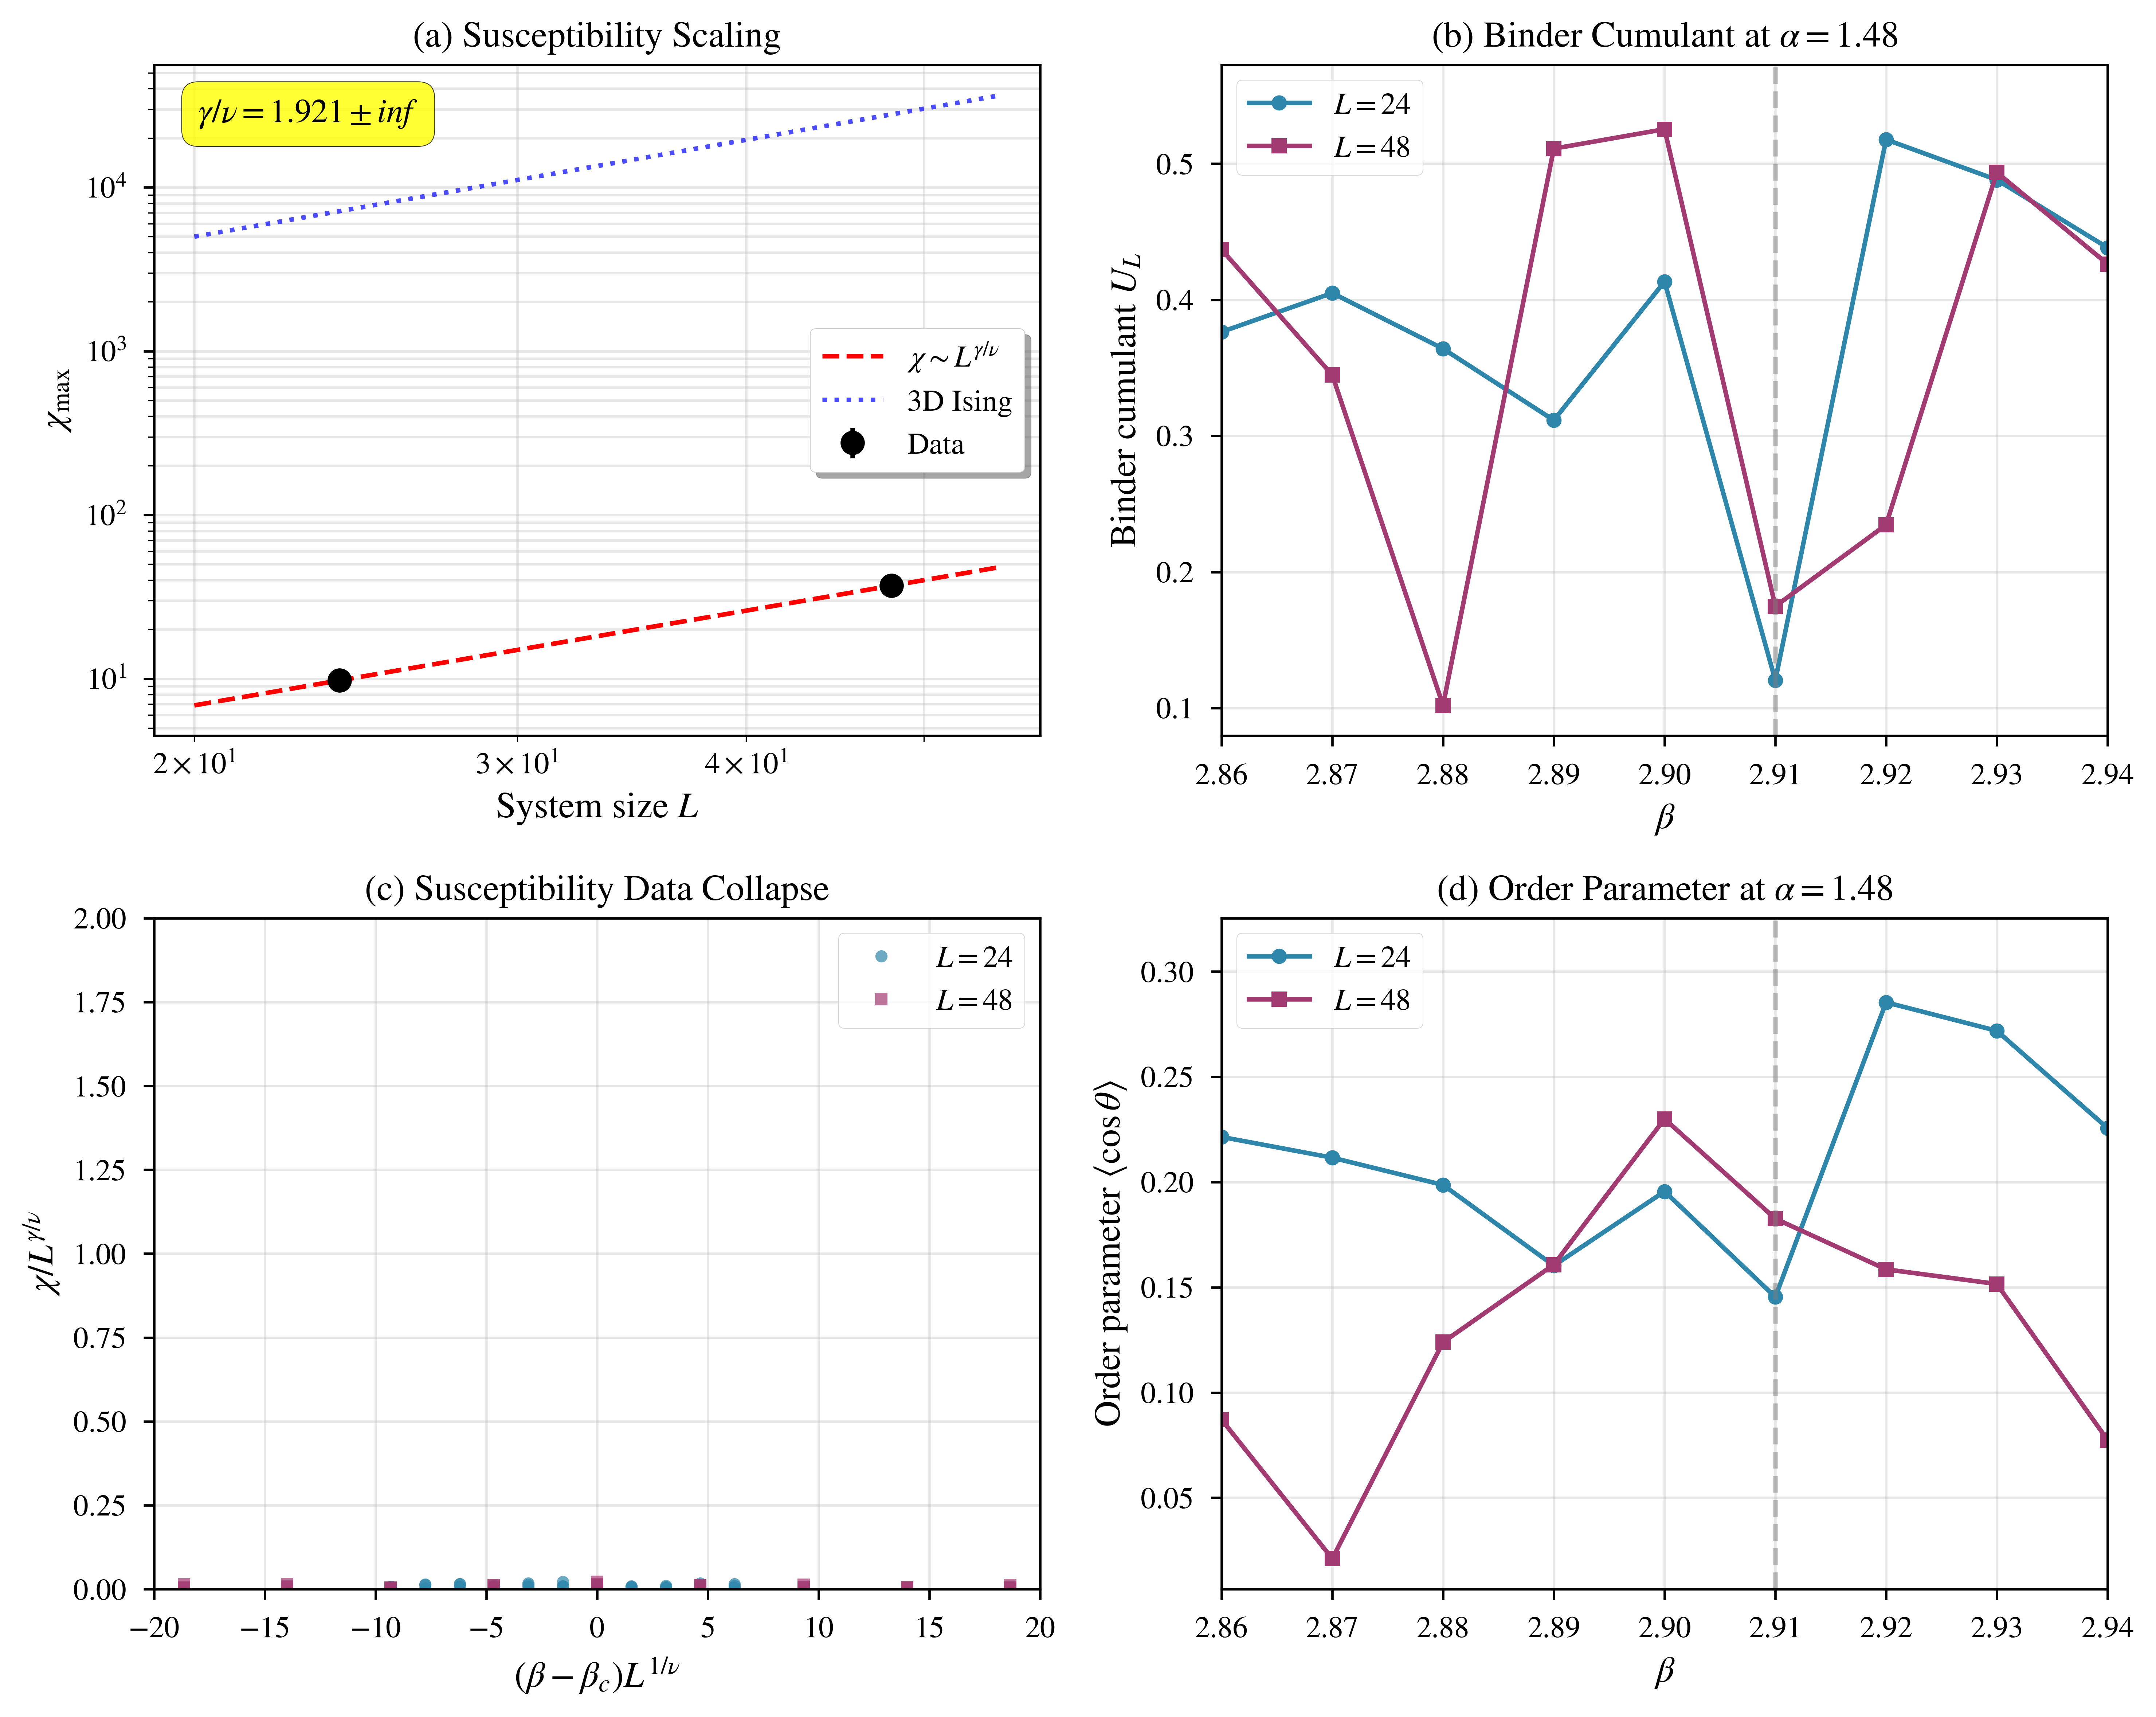 (a) Susceptibility Scaling
γ/ν = 1.921 ± inf
10⁴
10³
10²
10¹
χmax
χ ~ L^γ/ν
3D Ising
Data
2×10¹ 3×10¹ 4×10¹
System size L
(b) Binder Cumulant at α = 1.48
L = 24
L = 48
0.5
0.4
0.3
0.2
0.1
Binder cumulant U_L
2.86 2.87 2.88 2.89 2.90 2.91 2.92 2.93 2.94
β
(c) Susceptibility Data Collapse
L = 24
L = 48
2.00
1.75
1.50
1.25
1.00
0.75
0.50
0.25
0.00
χ/L^γ/ν
−20 −15 −10 −5 0 5 10 15 20
(β − β_c)L^1/ν
(d) Order Parameter at α = 1.48
L = 24
L = 48
0.30
0.25
0.20
0.15
0.10
0.05
Order parameter ⟨cos θ⟩
2.86 2.87 2.88 2.89 2.90 2.91 2.92 2.93 2.94
β